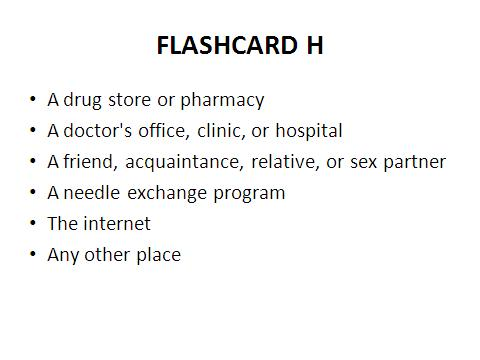 FLASHCARD H
• A drug store or pharmacy
• A doctor's office, clinic, or hospital
• A friend, acquaintance, relative, or sex partner
• A needle exchange program
• The internet
• Any other place